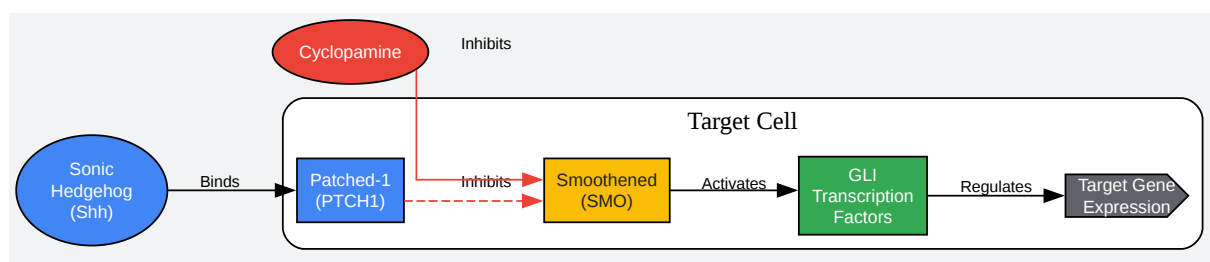 Cyclopamine
Inhibits
Target Cell
Sonic
Hedgehog
(Shh)
Binds
Patched-1
(PTCH1)
Inhibits
Smoothened
(SMO)
Activates
GLI
Transcription
Factors
Regulates
Target Gene
Expression